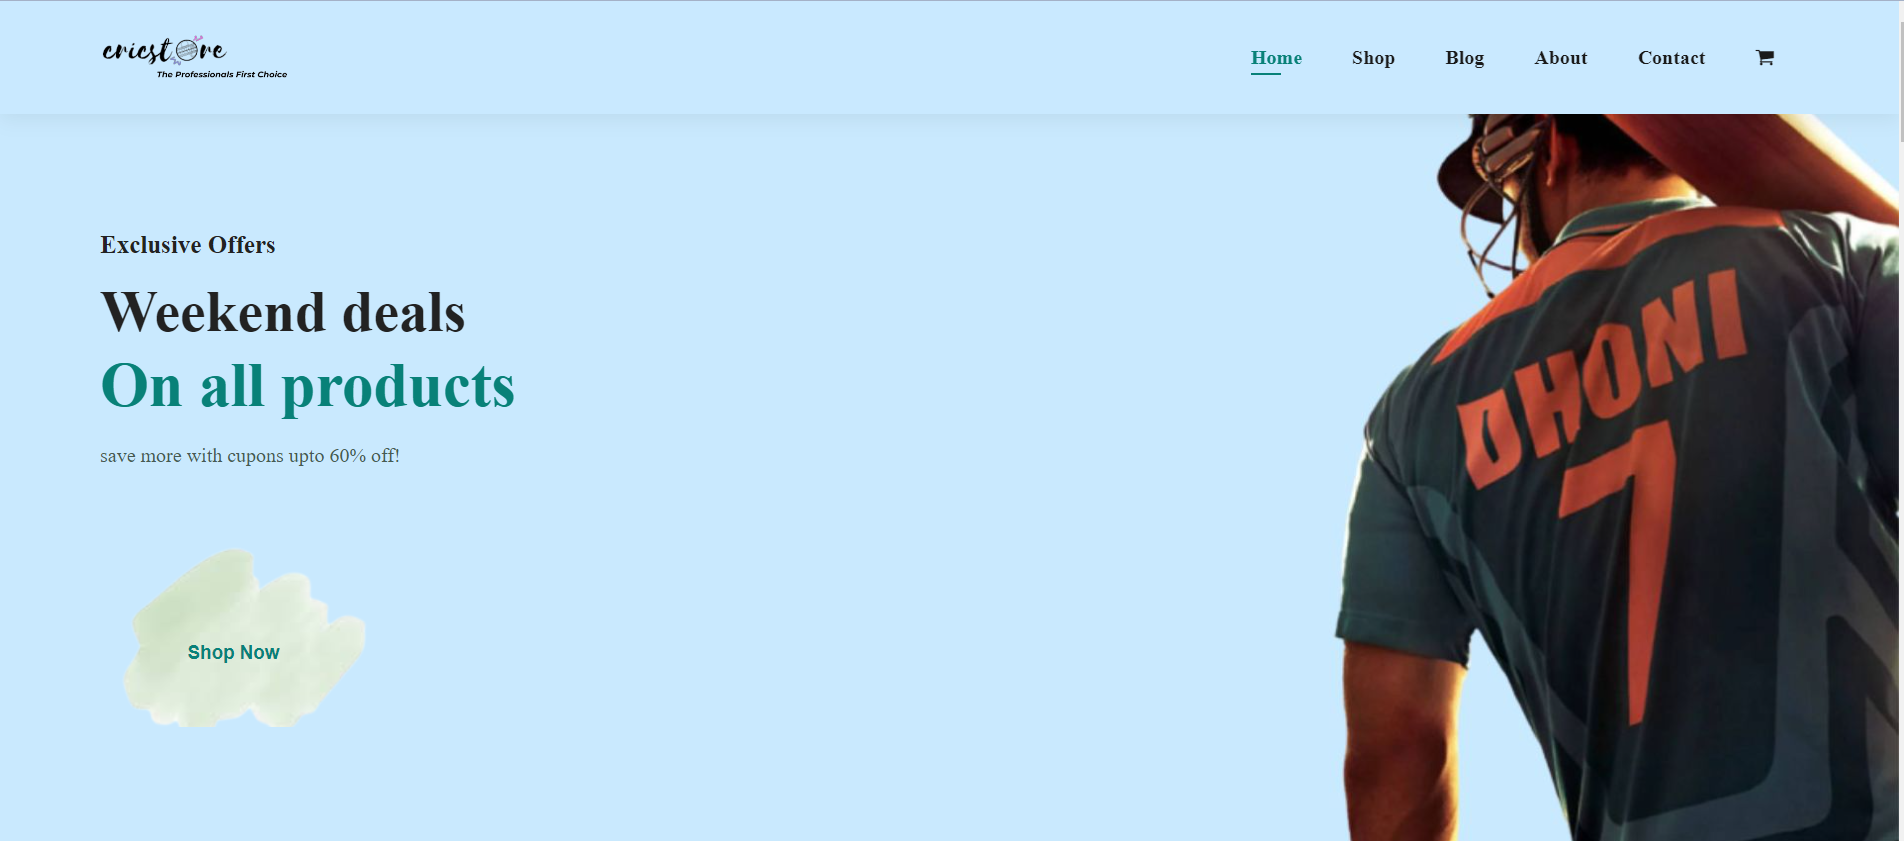 cricstore
The Professionals First Choice
Home Shop Blog About Contact
Exclusive Offers
Weekend deals
On all products
save more with cupons upto 60% off!
Shop Now
DHONI
7